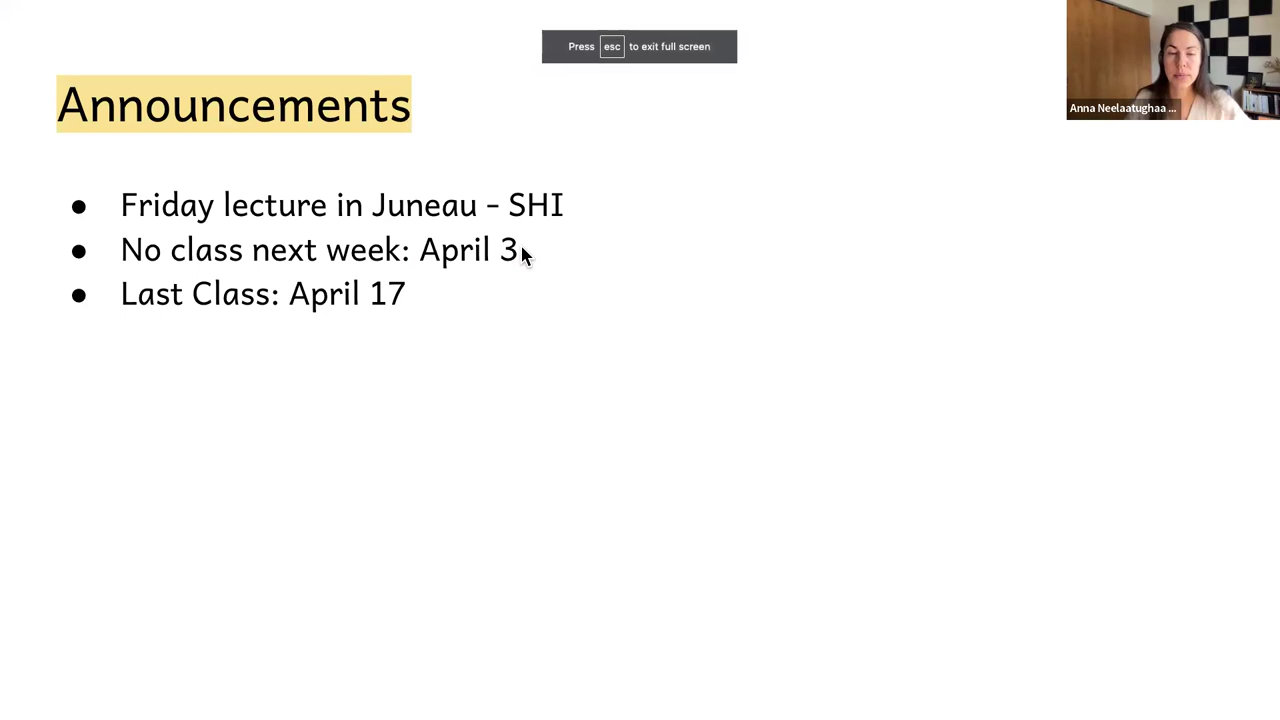 Press esc to exit full screen
Announcements
Anna Neelaatughaa ...
● Friday lecture in Juneau - SHI
● No class next week: April 3
● Last Class: April 17